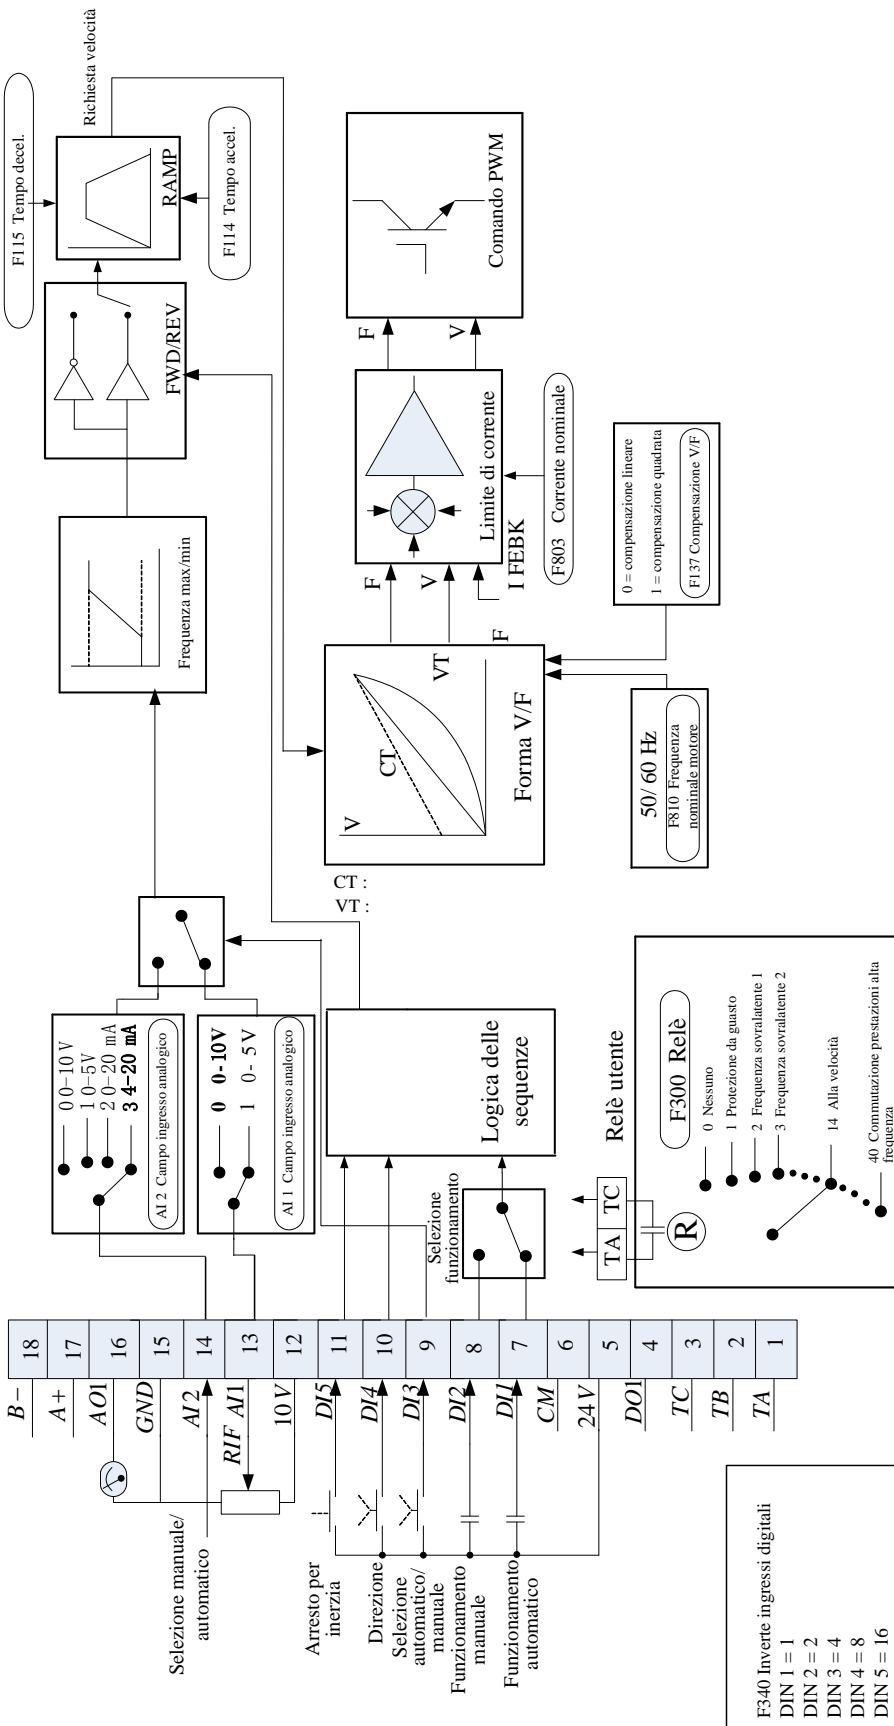 B-
A+
AO1
GND
AI2
RIF AI1
10V
DI5
DI4
DI3
DI2
DI1
CM
24V
DO1
TC
TB
TA
18
17
16
15
14
13
12
11
10
9
8
7
6
5
4
3
2
1
Selezione manuale/
automatico
Arresto per
inerzia
Direzione
Selezione
automatico/
manuale
Funzionamento
manuale
Funzionamento
automatico
F340 Inverte ingressi digitali
DIN 1 = 1
DIN 2 = 2
DIN 3 = 4
DIN 4 = 8
DIN 5 = 16
0 0-10V
1 0-5V
2 0-20 mA
3 4-20 mA
AI 2 Campo ingresso analogico
0 0-10V
1 0- 5V
AI 1 Campo ingresso analogico
Logica delle
sequenze
Selezione
funzionamento
TA TC
Relè utente
R
F300 Relè
0 Nessuno
1 Protezione da guasto
2 Frequenza sovralatente 1
3 Frequenza sovralatente 2
14 Alla velocità
40 Commutazione prestazioni alta
frequenza
Frequenza max/min
FWD/REV
F115 Tempo decel.
RAMP
F114 Tempo accel.
Richiesta velocità
CT :
VT :
V
CT
VT
F
Forma V/F
50/ 60 Hz
F810 Frequenza
nominale motore
0 = compensazione lineare
1 = compensazione quadrata
F137 Compensazione V/F
F
V
I FEBK
Limite di corrente
F803 Corrente nominale
F
V
Comando PWM